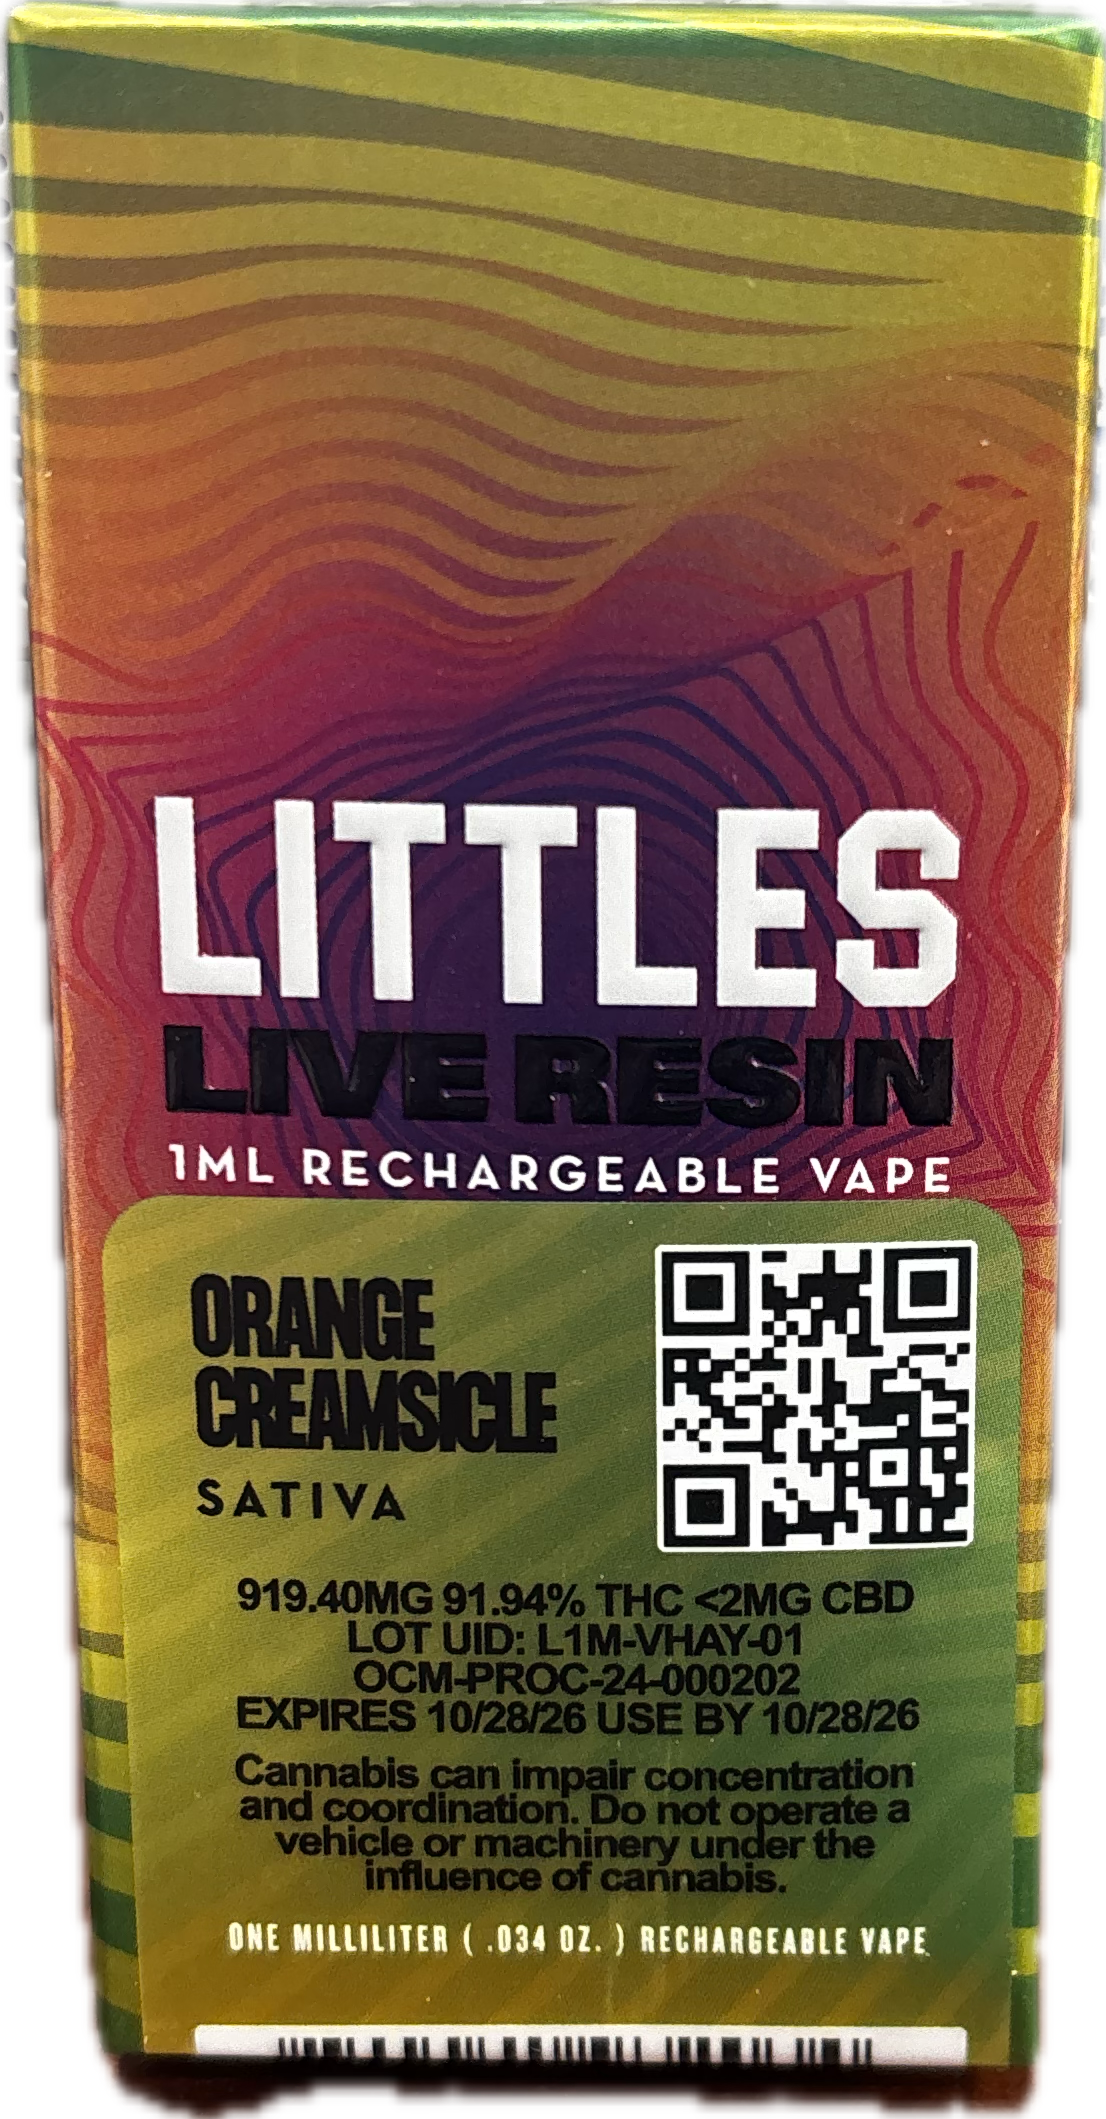 LITTLES
LIVE RESIN
1ML RECHARGEABLE VAPE
ORANGE
CREAMSICLE
SATIVA
919.40MG 91.94% THC <2MG CBD
LOT UID: L1M-VHAY-01
OCM-PROC-24-000202
EXPIRES 10/28/26 USE BY 10/28/26
Cannabis can impair concentration
and coordination. Do not operate a
vehicle or machinery under the
influence of cannabis.
ONE MILLILITER ( .034 OZ. ) RECHARGEABLE VAPE